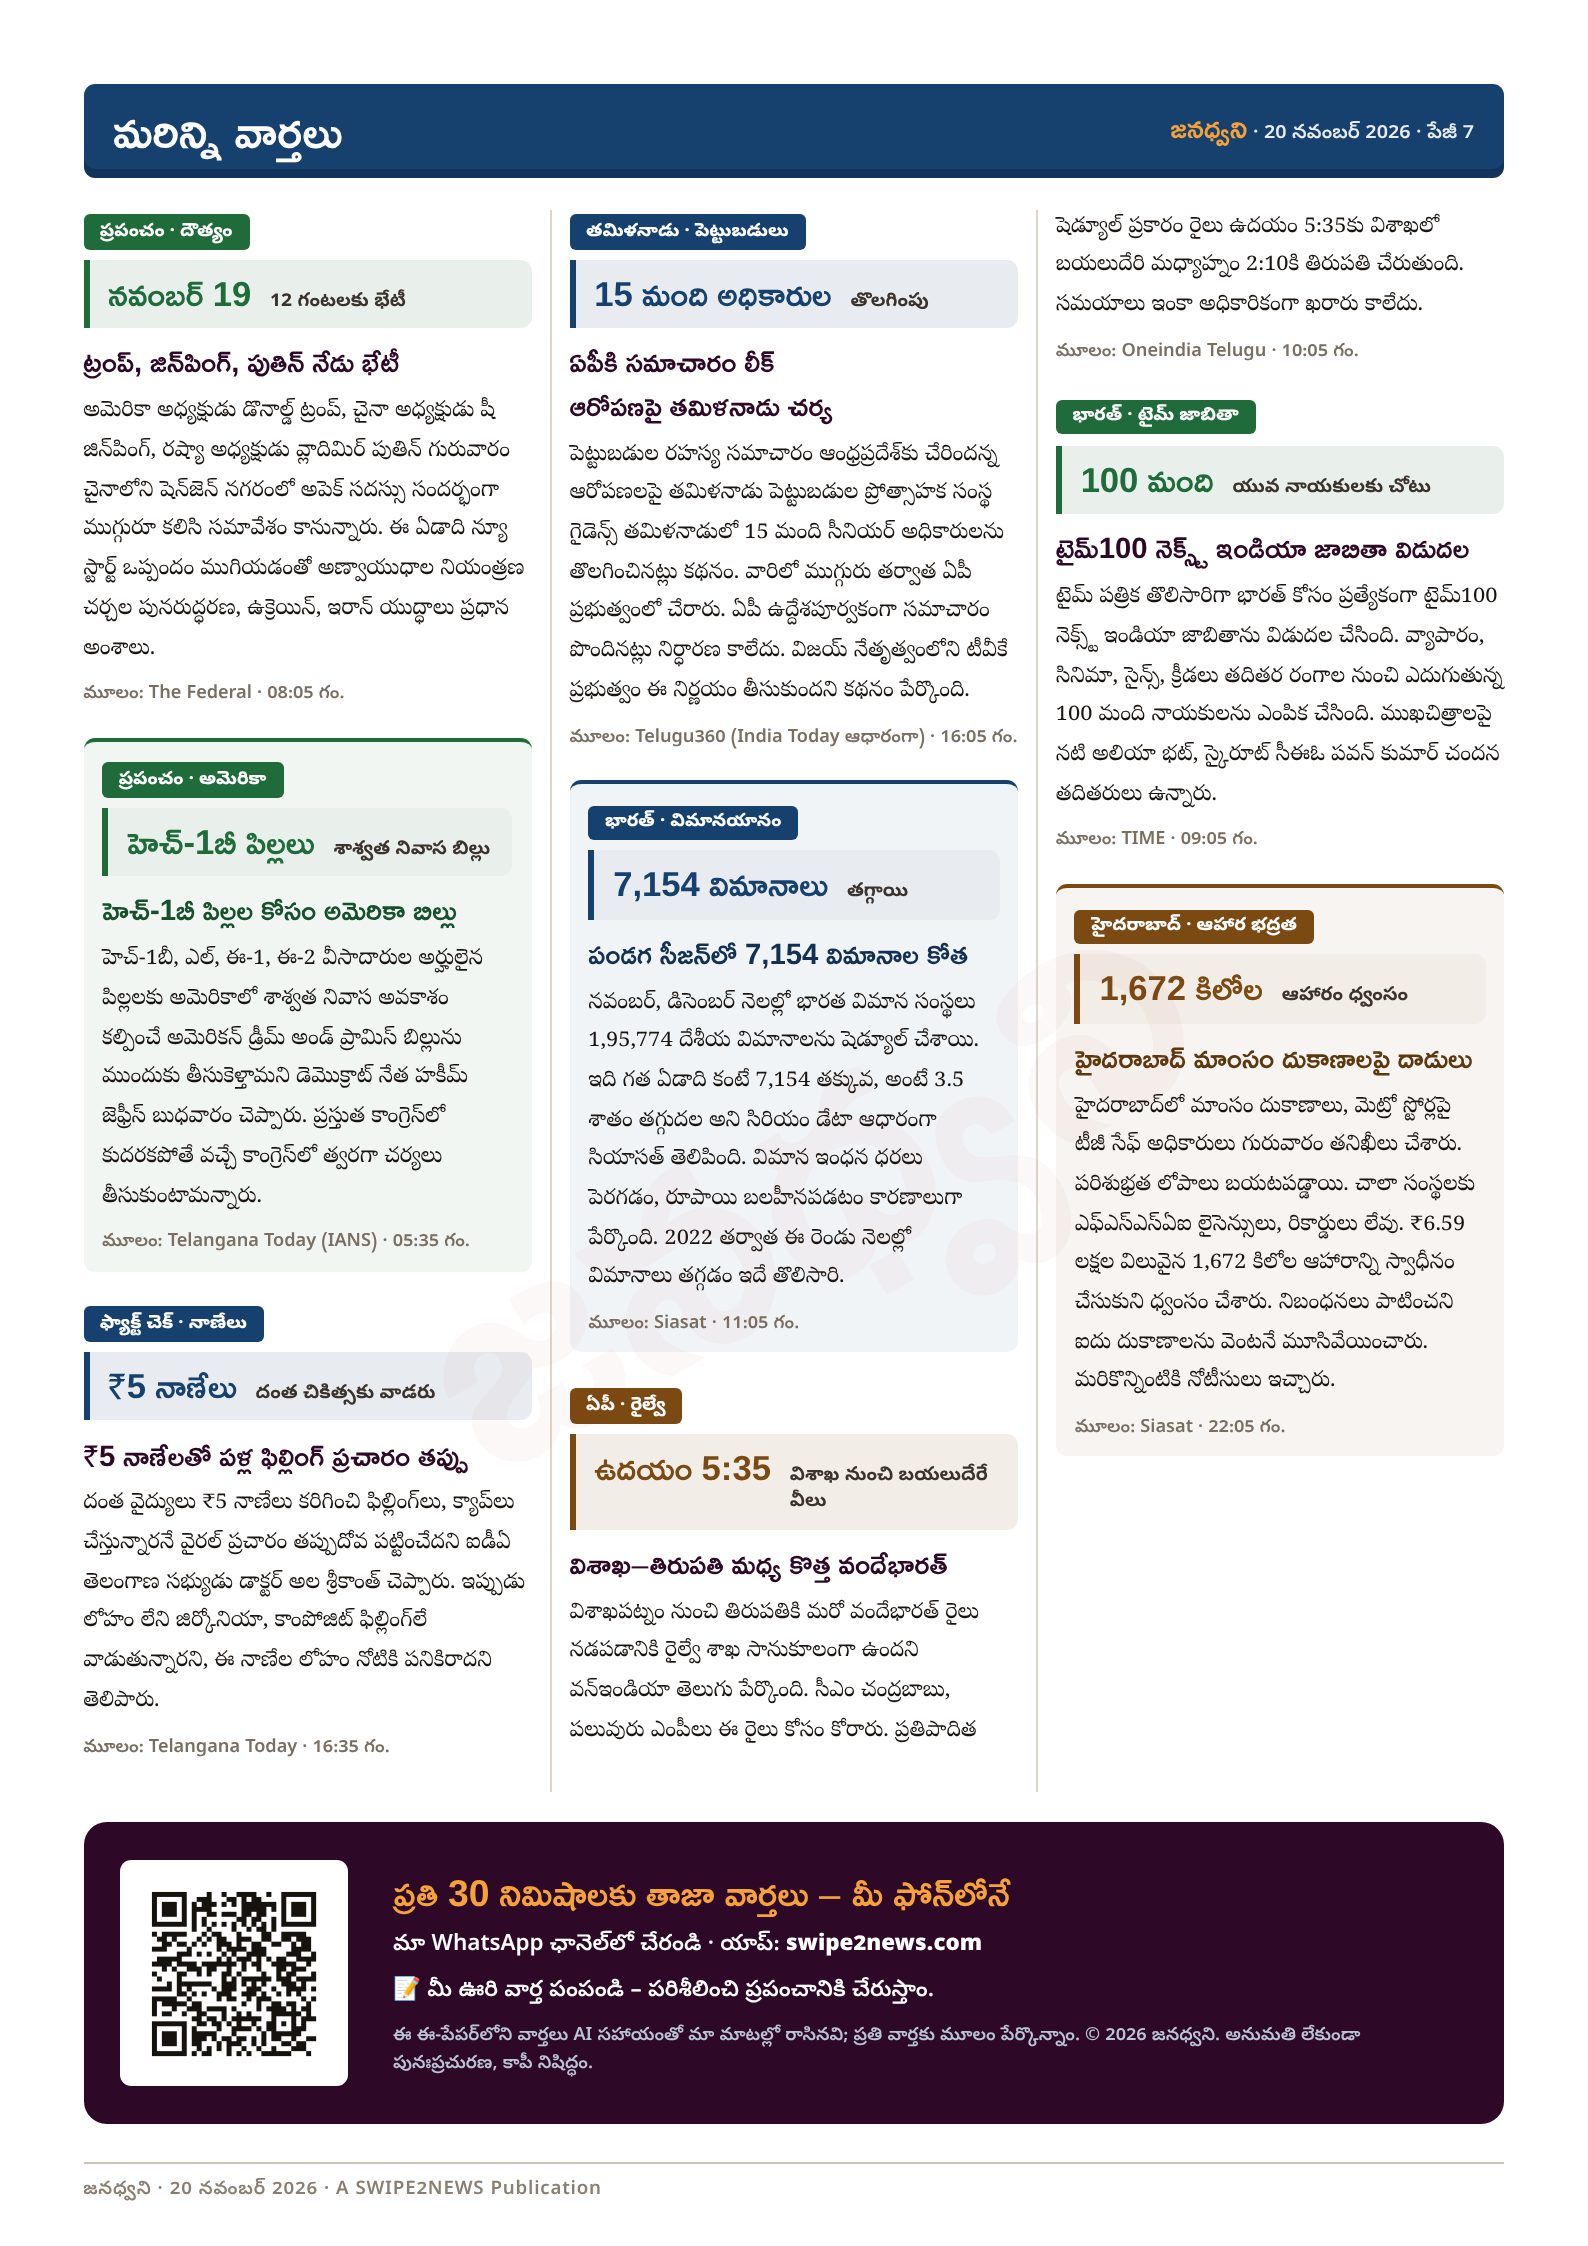 మరిన్ని వార్తలు
జనధ్వని · 20 నవంబర్ 2026 · పేజీ 7
ప్రపంచం · దౌత్యం
నవంబర్ 19 12 గంటలకు భేటీ
ట్రంప్, జిన్‌పింగ్, పుతిన్ నేడు భేటీ
అమెరికా అధ్యక్షుడు డొనాల్డ్ ట్రంప్, చైనా అధ్యక్షుడు షీ
జిన్‌పింగ్, రష్యా అధ్యక్షుడు వ్లాదిమిర్ పుతిన్ గురువారం
చైనాలోని షెన్‌జెన్ నగరంలో అపెక్ సదస్సు సందర్భంగా
ముగ్గురూ కలిసి సమావేశం కానున్నారు. ఈ ఏడాది న్యూ
స్టార్ట్ ఒప్పందం ముగియడంతో అణ్వాయుధాల నియంత్రణ
చర్చల పునరుద్ధరణ, ఉక్రెయిన్, ఇరాన్ యుద్ధాలు ప్రధాన
అంశాలు.
మూలం: The Federal · 08:05 గం.
ప్రపంచం · అమెరికా
హెచ్-1బీ పిల్లలు శాశ్వత నివాస బిల్లు
హెచ్-1బీ పిల్లల కోసం అమెరికా బిల్లు
హెచ్-1బీ, ఎల్, ఈ-1, ఈ-2 వీసాదారుల అర్హులైన
పిల్లలకు అమెరికాలో శాశ్వత నివాస అవకాశం
కల్పించే అమెరికన్ డ్రీమ్ అండ్ ప్రామిస్ బిల్లును
ముందుకు తీసుకెళ్తామని డెమొక్రాట్ నేత హకీమ్
జెఫ్రీస్ బుధవారం చెప్పారు. ప్రస్తుత కాంగ్రెస్‌లో
కుదరకపోతే వచ్చే కాంగ్రెస్‌లో త్వరగా చర్యలు
తీసుకుంటామన్నారు.
మూలం: Telangana Today (IANS) · 05:35 గం.
ఫ్యాక్ట్ చెక్ · నాణేలు
₹5 నాణేలు దంత చికిత్సకు వాడరు
₹5 నాణేలతో పళ్ల ఫిల్లింగ్ ప్రచారం తప్పు
దంత వైద్యులు ₹5 నాణేలు కరిగించి ఫిల్లింగ్‌లు, క్యాప్‌లు
చేస్తున్నారనే వైరల్ ప్రచారం తప్పుదోవ పట్టించేదని ఐడీఏ
తెలంగాణ సభ్యుడు డాక్టర్ అల శ్రీకాంత్ చెప్పారు. ఇప్పుడు
లోహం లేని జిర్కోనియా, కాంపోజిట్ ఫిల్లింగ్‌లే
వాడుతున్నారని, ఈ నాణేల లోహం నోటికి పనికిరాదని
తెలిపారు.
మూలం: Telangana Today · 16:35 గం.
తమిళనాడు · పెట్టుబడులు
15 మంది అధికారుల తొలగింపు
ఏపీకి సమాచారం లీక్
ఆరోపణపై తమిళనాడు చర్య
పెట్టుబడుల రహస్య సమాచారం ఆంధ్రప్రదేశ్‌కు చేరిందన్న
ఆరోపణలపై తమిళనాడు పెట్టుబడుల ప్రోత్సాహక సంస్థ
గైడెన్స్ తమిళనాడులో 15 మంది సీనియర్ అధికారులను
తొలగించినట్లు కథనం. వారిలో ముగ్గురు తర్వాత ఏపీ
ప్రభుత్వంలో చేరారు. ఏపీ ఉద్దేశపూర్వకంగా సమాచారం
పొందినట్లు నిర్ధారణ కాలేదు. విజయ్ నేతృత్వంలోని టీవీకే
ప్రభుత్వం ఈ నిర్ణయం తీసుకుందని కథనం పేర్కొంది.
మూలం: Telugu360 (India Today ఆధారంగా) · 16:05 గం.
భారత్ · విమానయానం
7,154 విమానాలు తగ్గాయి
పండగ సీజన్‌లో 7,154 విమానాల కోత
నవంబర్, డిసెంబర్ నెలల్లో భారత విమాన సంస్థలు
1,95,774 దేశీయ విమానాలను షెడ్యూల్ చేశాయి.
ఇది గత ఏడాది కంటే 7,154 తక్కువ, అంటే 3.5
శాతం తగ్గుదల అని సిరియం డేటా ఆధారంగా
సియాసత్ తెలిపింది. విమాన ఇంధన ధరలు
పెరగడం, రూపాయి బలహీనపడటం కారణాలుగా
పేర్కొంది. 2022 తర్వాత ఈ రెండు నెలల్లో
విమానాలు తగ్గడం ఇదే తొలిసారి.
మూలం: Siasat · 11:05 గం.
ఏపీ · రైల్వే
ఉదయం 5:35 విశాఖ నుంచి బయలుదేరే
వీలు
విశాఖ–తిరుపతి మధ్య కొత్త వందేభారత్
విశాఖపట్నం నుంచి తిరుపతికి మరో వందేభారత్ రైలు
నడపడానికి రైల్వే శాఖ సానుకూలంగా ఉందని
వన్ఇండియా తెలుగు పేర్కొంది. సీఎం చంద్రబాబు,
పలువురు ఎంపీలు ఈ రైలు కోసం కోరారు. ప్రతిపాదిత
షెడ్యూల్ ప్రకారం రైలు ఉదయం 5:35కు విశాఖలో
బయలుదేరి మధ్యాహ్నం 2:10కి తిరుపతి చేరుతుంది.
సమయాలు ఇంకా అధికారికంగా ఖరారు కాలేదు.
మూలం: Oneindia Telugu · 10:05 గం.
భారత్ · టైమ్ జాబితా
100 మంది యువ నాయకులకు చోటు
టైమ్100 నెక్స్ట్ ఇండియా జాబితా విడుదల
టైమ్ పత్రిక తొలిసారిగా భారత్ కోసం ప్రత్యేకంగా టైమ్100
నెక్స్ట్ ఇండియా జాబితాను విడుదల చేసింది. వ్యాపారం,
సినిమా, సైన్స్, క్రీడలు తదితర రంగాల నుంచి ఎదుగుతున్న
100 మంది నాయకులను ఎంపిక చేసింది. ముఖచిత్రాలపై
నటి అలియా భట్, స్కైరూట్ సీఈఓ పవన్ కుమార్ చందన
తదితరులు ఉన్నారు.
మూలం: TIME · 09:05 గం.
హైదరాబాద్ · ఆహార భద్రత
1,672 కిలోల ఆహారం ధ్వంసం
హైదరాబాద్ మాంసం దుకాణాలపై దాడులు
హైదరాబాద్‌లో మాంసం దుకాణాలు, మెట్రో స్టోర్లపై
టీజీ సేఫ్ అధికారులు గురువారం తనిఖీలు చేశారు.
పరిశుభ్రత లోపాలు బయటపడ్డాయి. చాలా సంస్థలకు
ఎఫ్ఎస్ఎస్ఏఐ లైసెన్సులు, రికార్డులు లేవు. ₹6.59
లక్షల విలువైన 1,672 కిలోల ఆహారాన్ని స్వాధీనం
చేసుకుని ధ్వంసం చేశారు. నిబంధనలు పాటించని
ఐదు దుకాణాలను వెంటనే మూసివేయించారు.
మరికొన్నింటికి నోటీసులు ఇచ్చారు.
మూలం: Siasat · 22:05 గం.
జనధ్వని
ప్రతి 30 నిమిషాలకు తాజా వార్తలు – మీ ఫోన్‌లోనే
మా WhatsApp ఛానెల్‌లో చేరండి · యాప్: swipe2news.com
📝 మీ ఊరి వార్త పంపండి – పరిశీలించి ప్రపంచానికి చేరుస్తాం.
ఈ ఈ-పేపర్‌లోని వార్తలు AI సహాయంతో మా మాటల్లో రాసినవి; ప్రతి వార్తకు మూలం పేర్కొన్నాం. © 2026 జనధ్వని. అనుమతి లేకుండా
పునఃప్రచురణ, కాపీ నిషిద్ధం.
జనధ్వని · 20 నవంబర్ 2026 · A SWIPE2NEWS Publication